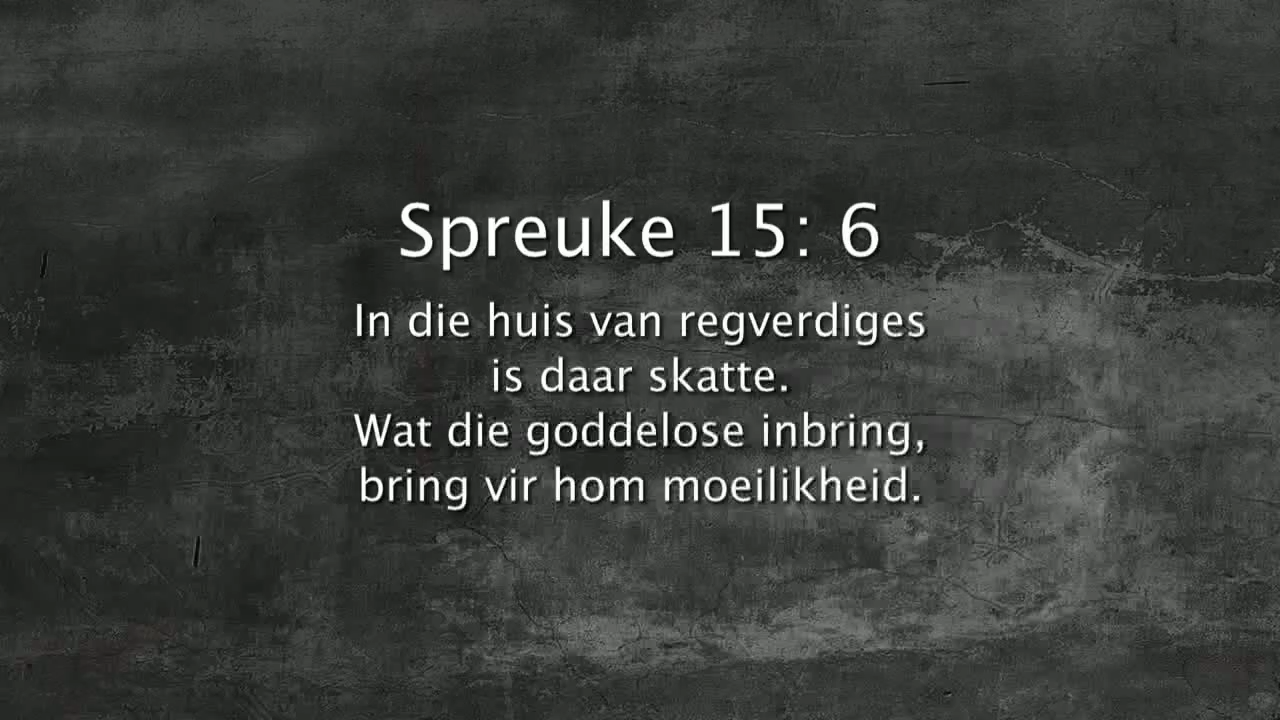 Spreuke 15: 6
In die huis van regverdiges
is daar skatte.
Wat die goddelose inbring,
bring vir hom moeilikheid.